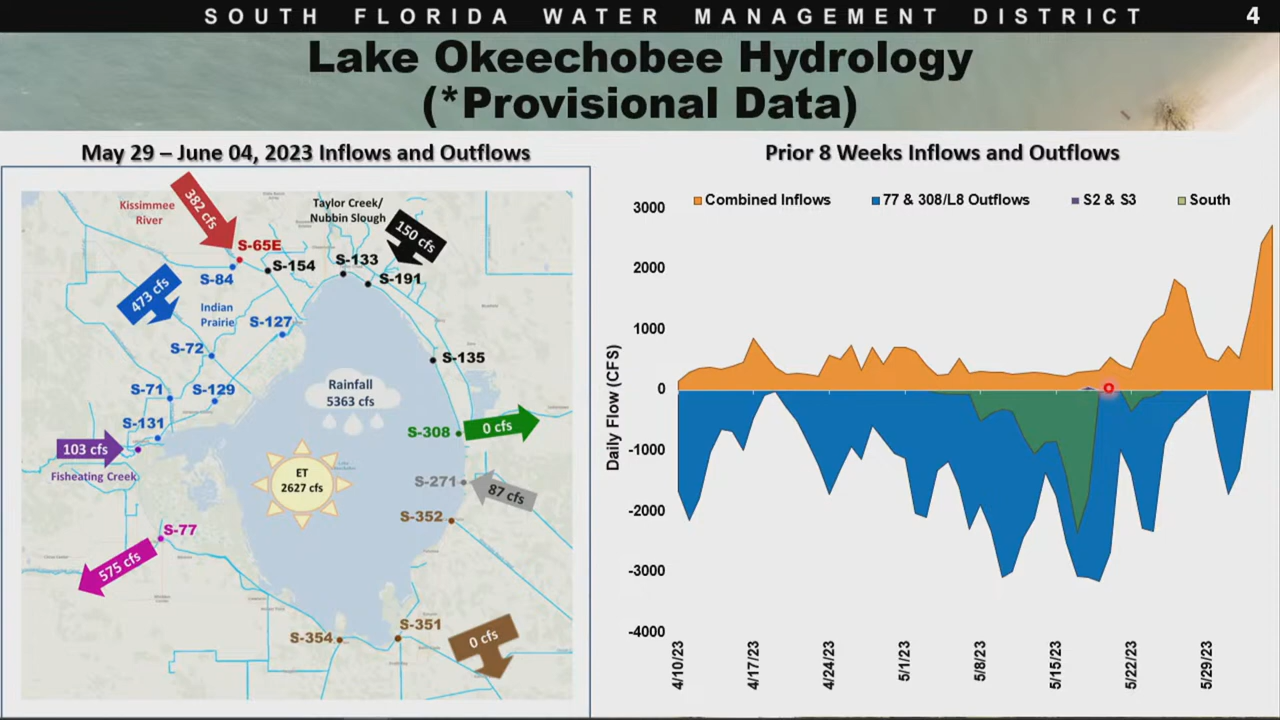 SOUTH FLORIDA WATER MANAGEMENT DISTRICT
4
Lake Okeechobee Hydrology
(*Provisional Data)
May 29 – June 04, 2023 Inflows and Outflows
Kissimmee
River
382 cfs
Taylor Creek/
Nubbin Slough
150 cfs
S-65E
S-154
S-133
S-84
S-191
473 cfs
Indian
Prairie
S-127
S-72
S-135
S-71
S-129
Rainfall
5363 cfs
S-131
S-308
0 cfs
103 cfs
Fisheating Creek
ET
2627 cfs
S-271
87 cfs
S-352
S-77
575 cfs
S-354
S-351
0 cfs
Prior 8 Weeks Inflows and Outflows
Combined Inflows
77 & 308/L8 Outflows
S2 & S3
South
Daily Flow (CFS)
3000
2000
1000
0
-1000
-2000
-3000
-4000
4/10/23
4/17/23
4/24/23
5/1/23
5/8/23
5/15/23
5/22/23
5/29/23